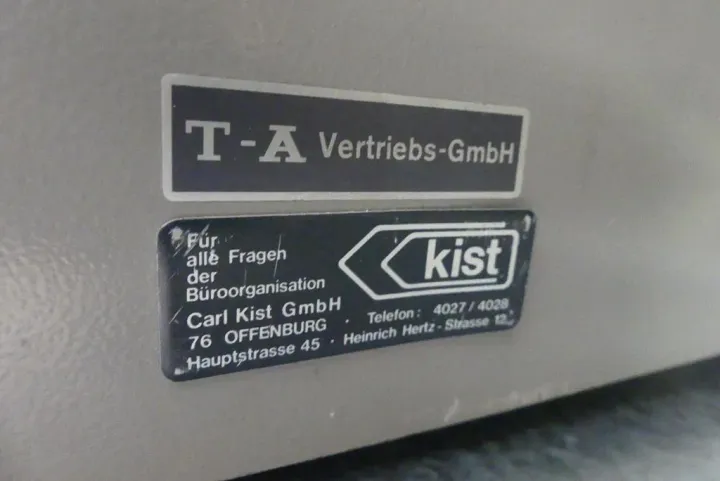 T-A Vertriebs-GmbH
Für
alle Fragen
der
Büroorganisation
kist
Carl Kist GmbH
76 OFFENBURG · Telefon: 4027/4028
Hauptstrasse 45 · Heinrich Hertz-Strasse 12